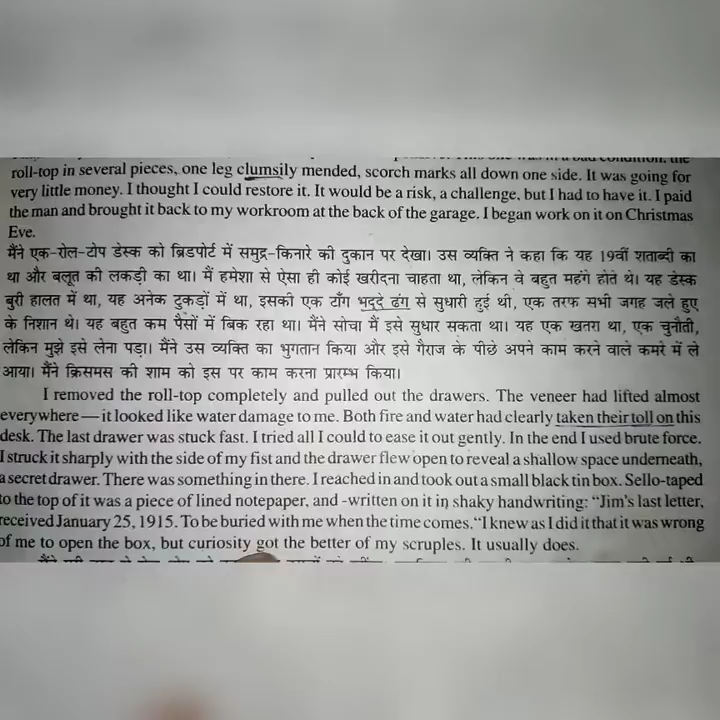 roll-top in several pieces, one leg clumsily mended, scorch marks all down one side. It was going for
very little money. I thought I could restore it. It would be a risk, a challenge, but I had to have it. I paid
the man and brought it back to my workroom at the back of the garage. I began work on it on Christmas
Eve.
मैंने एक-रोल-टोप डेस्क को ब्रिडपोर्ट में समुद्र-किनारे की दुकान पर देखा। उस व्यक्ति ने कहा कि यह 19वीं शताब्दी का
था और बलूत की लकड़ी का था। मैं हमेशा से ऐसा ही कोई खरीदना चाहता था, लेकिन वे बहुत महंगे होते थे। यह डेस्क
बुरी हालत में था, यह अनेक टुकड़ों में था, इसकी एक टाँग भद्दे ढंग से सुधारी हुई थी, एक तरफ सभी जगह जले हुए
के निशान थे। यह बहुत कम पैसों में बिक रहा था। मैंने सोचा मैं इसे सुधार सकता था। यह एक खतरा था, एक चुनौती,
लेकिन मुझे इसे लेना पड़ा। मैंने उस व्यक्ति का भुगतान किया और इसे गैराज के पीछे अपने काम करने वाले कमरे में ले
आया। मैंने क्रिसमस की शाम को इस पर काम करना प्रारम्भ किया।
I removed the roll-top completely and pulled out the drawers. The veneer had lifted almost
everywhere—it looked like water damage to me. Both fire and water had clearly taken their toll on this
desk. The last drawer was stuck fast. I tried all I could to ease it out gently. In the end I used brute force.
I struck it sharply with the side of my fist and the drawer flew open to reveal a shallow space underneath,
a secret drawer. There was something in there. I reached in and took out a small black tin box. Sello-taped
to the top of it was a piece of lined notepaper, and -written on it in shaky handwriting: “Jim's last letter,
received January 25, 1915. To be buried with me when the time comes.“I knew as I did it that it was wrong
of me to open the box, but curiosity got the better of my scruples. It usually does.